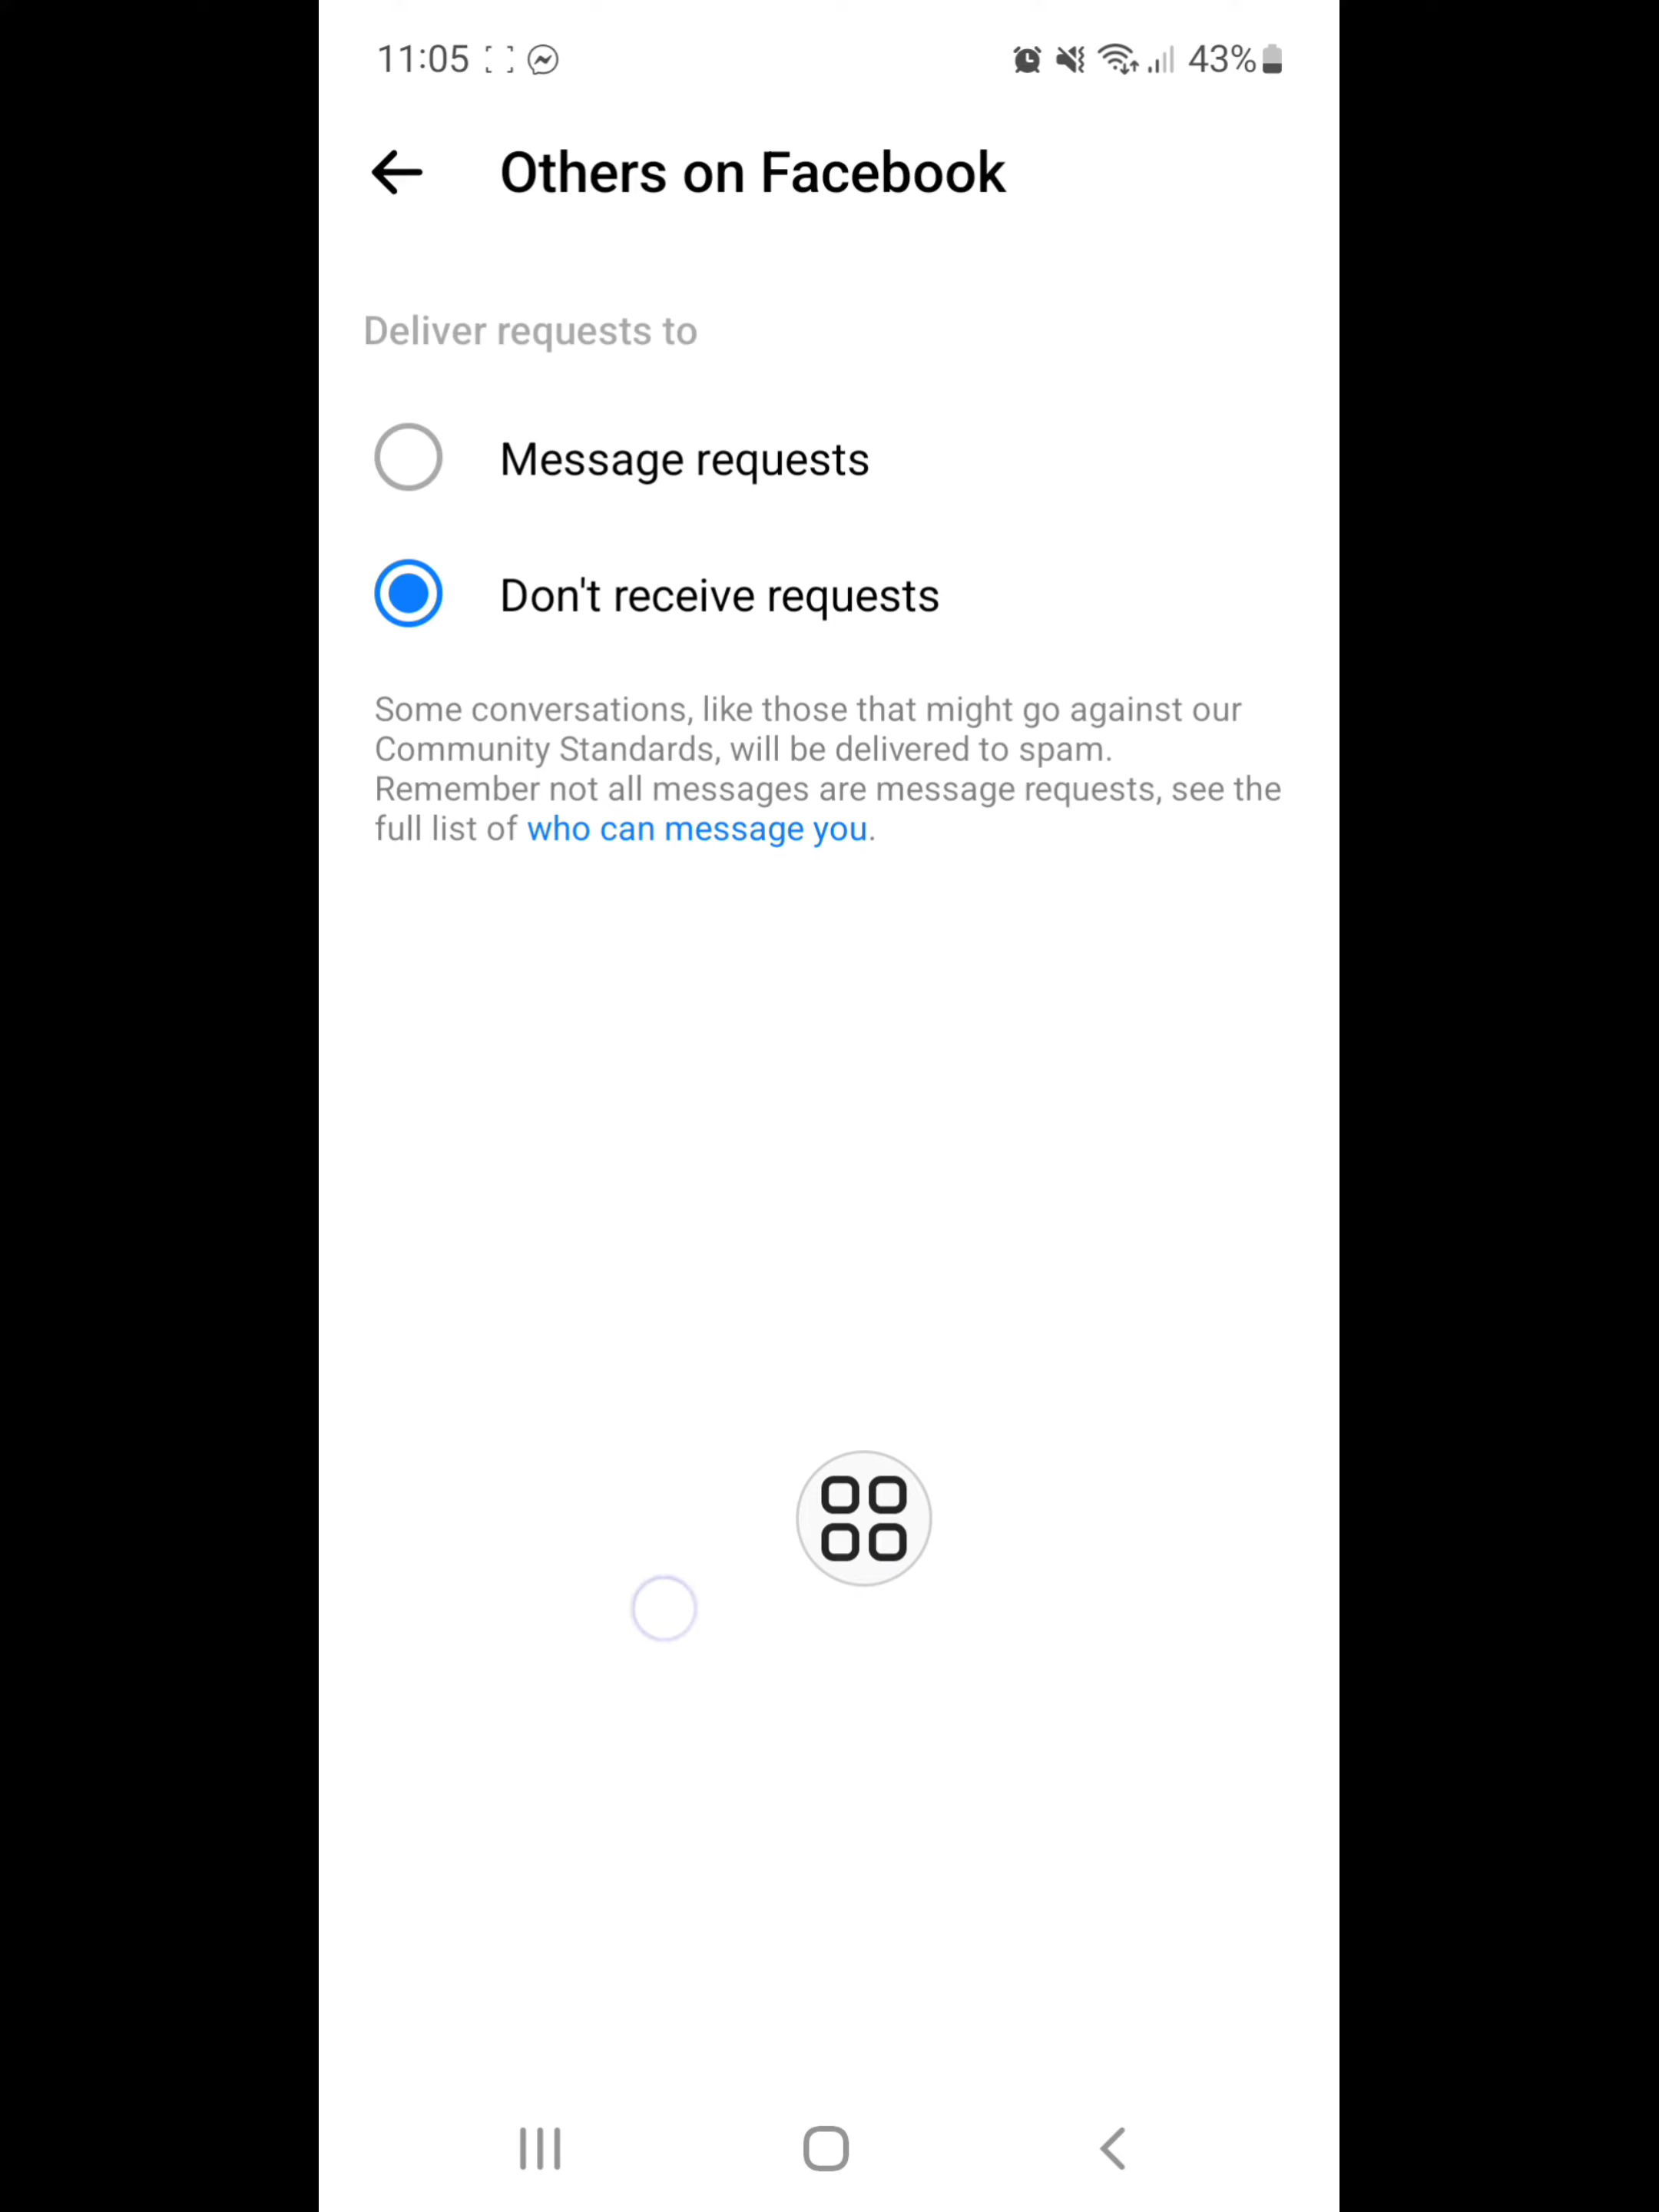 11:05
43%
Others on Facebook
Deliver requests to
Message requests
Don't receive requests
Some conversations, like those that might go against our
Community Standards, will be delivered to spam.
Remember not all messages are message requests, see the
full list of who can message you.